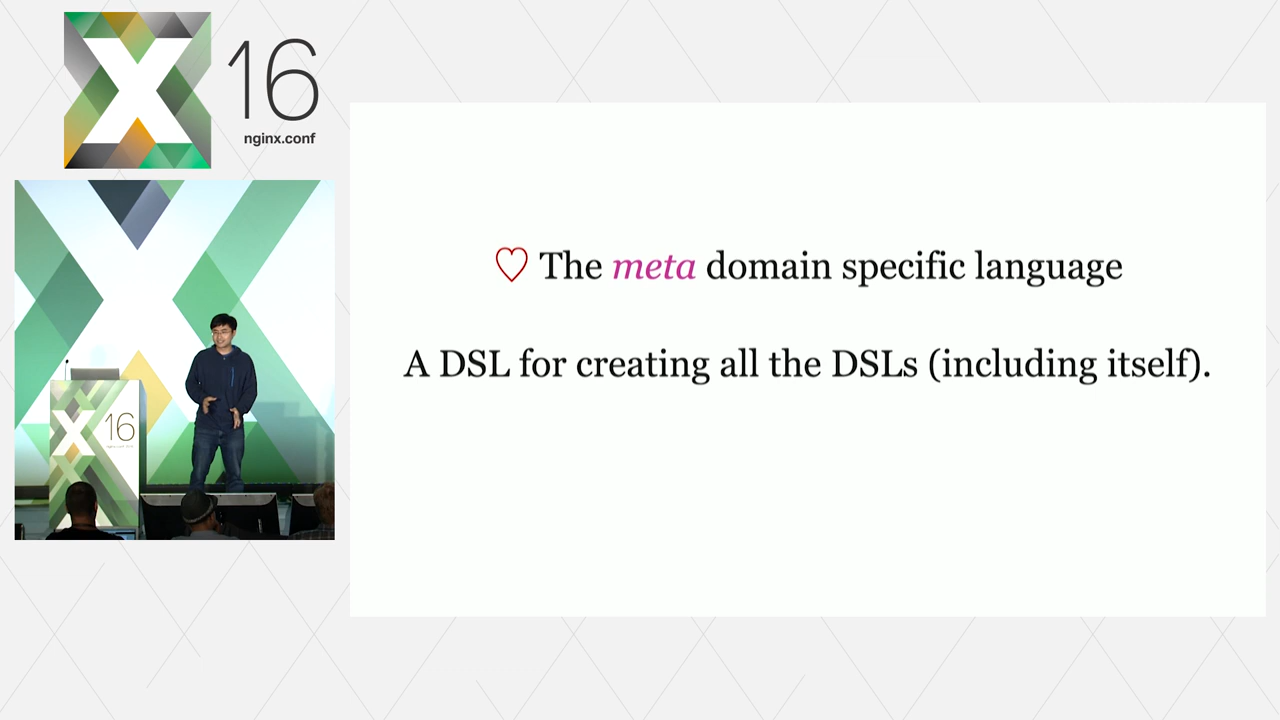 X 16
nginx.conf
♡ The meta domain specific language
A DSL for creating all the DSLs (including itself).
X 16